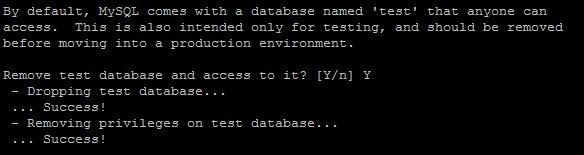 By default, MySQL comes with a database named 'test' that anyone can
access.  This is also intended only for testing, and should be removed
before moving into a production environment.

Remove test database and access to it? [Y/n] Y
 - Dropping test database...
 ... Success!
 - Removing privileges on test database...
 ... Success!